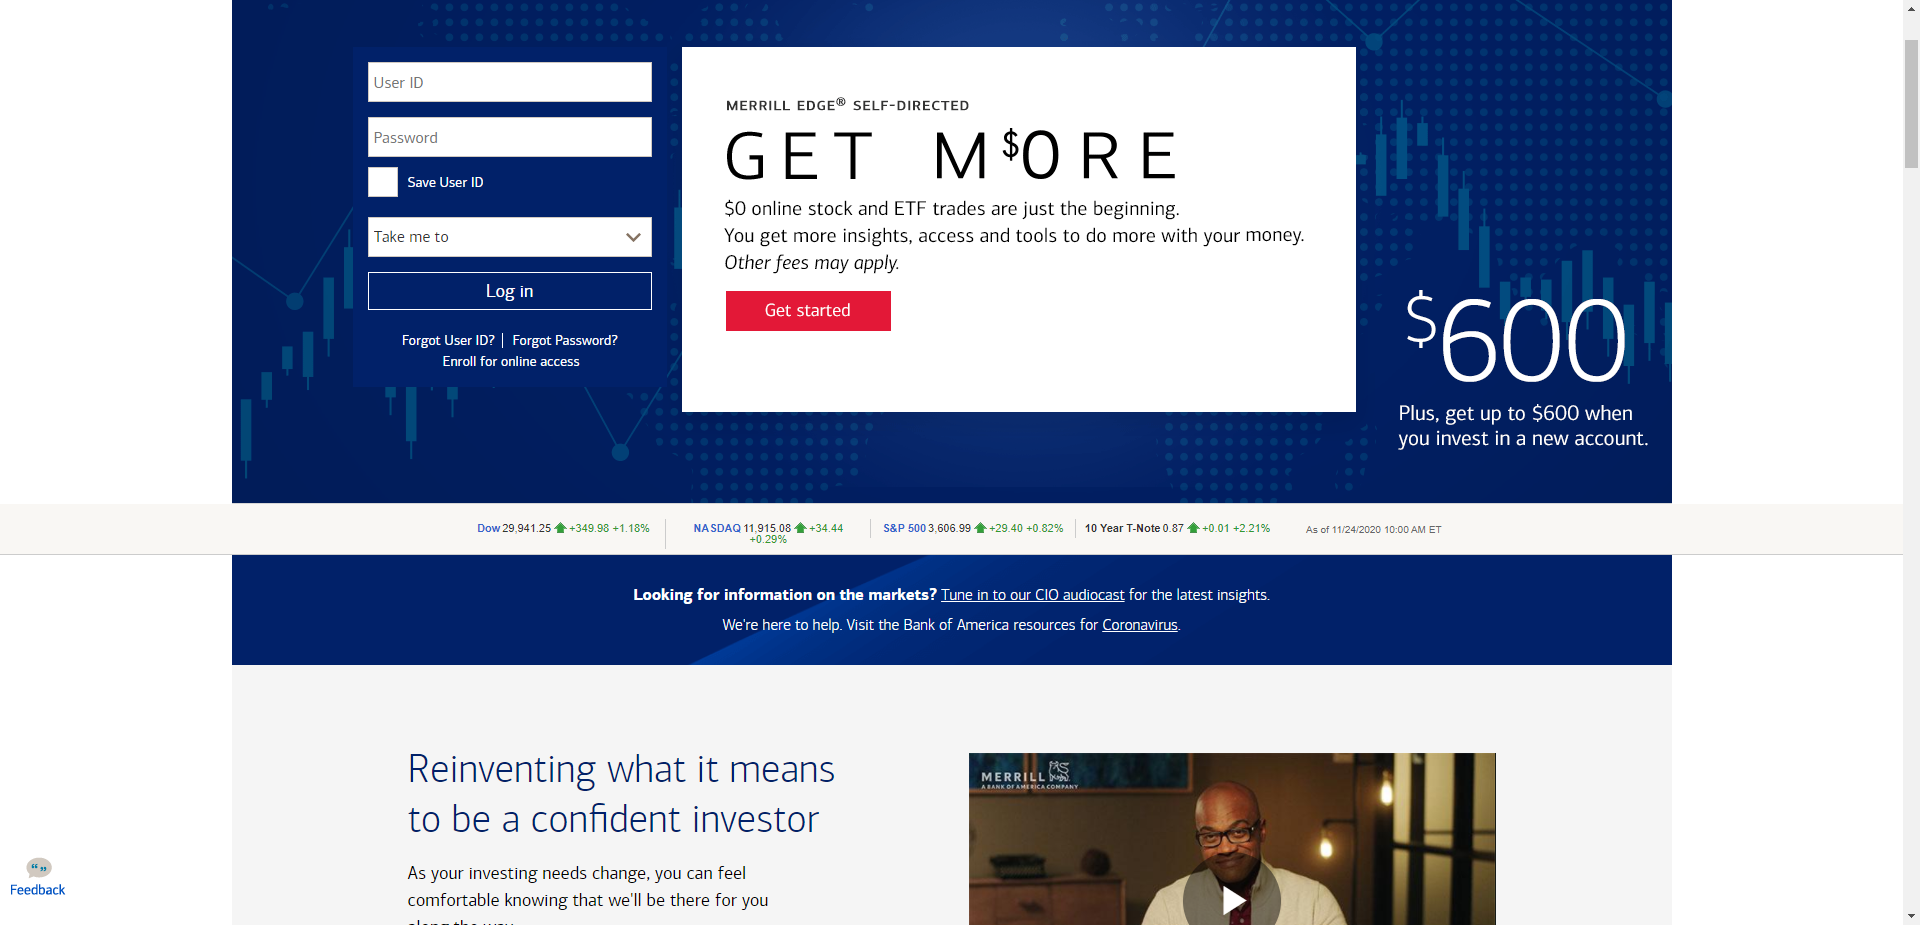 User ID
Password
Save User ID
Take me to
Log in
Forgot User ID? | Forgot Password?
Enroll for online access
MERRILL EDGE® SELF-DIRECTED
GET M$ORE
$0 online stock and ETF trades are just the beginning.
You get more insights, access and tools to do more with your money.
Other fees may apply.
Get started
$600
Plus, get up to $600 when
you invest in a new account.
Dow 29,941.25 +349.98 +1.18%
NASDAQ 11,915.08 +34.44
+0.29%
S&P 500 3,606.99 +29.40 +0.82%
10 Year T-Note 0.87 +0.01 +2.21%
As of 11/24/2020 10:00 AM ET
Looking for information on the markets? Tune in to our CIO audiocast for the latest insights.
We're here to help. Visit the Bank of America resources for Coronavirus.
Reinventing what it means
to be a confident investor
As your investing needs change, you can feel
comfortable knowing that we'll be there for you
along the way.
MERRILL
A BANK OF AMERICA COMPANY
Feedback